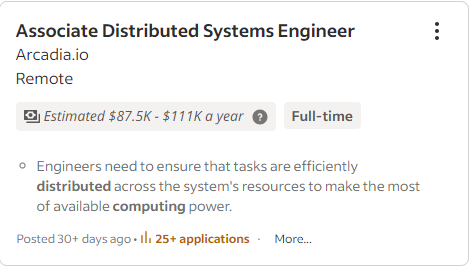 Associate Distributed Systems Engineer
Arcadia.io
Remote
Estimated $87.5K - $111K a year ?
Full-time
Engineers need to ensure that tasks are efficiently
distributed across the system's resources to make the most
of available computing power.
Posted 30+ days ago • 25+ applications · More...